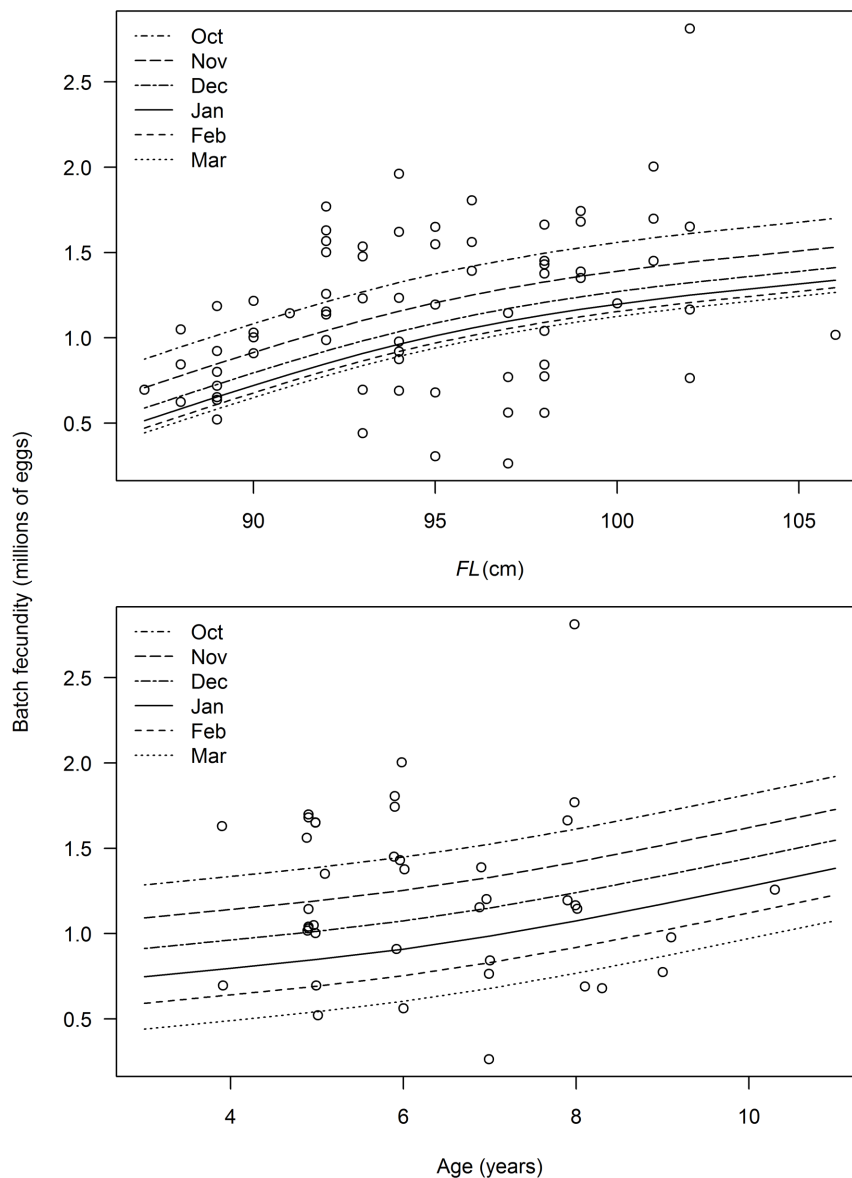 Batch fecundity (millions of eggs)
Oct
Nov
Dec
Jan
Feb
Mar
2.5
2.0
1.5
1.0
0.5
90 95 100 105
FL (cm)
Oct
Nov
Dec
Jan
Feb
Mar
2.5
2.0
1.5
1.0
0.5
4 6 8 10
Age (years)